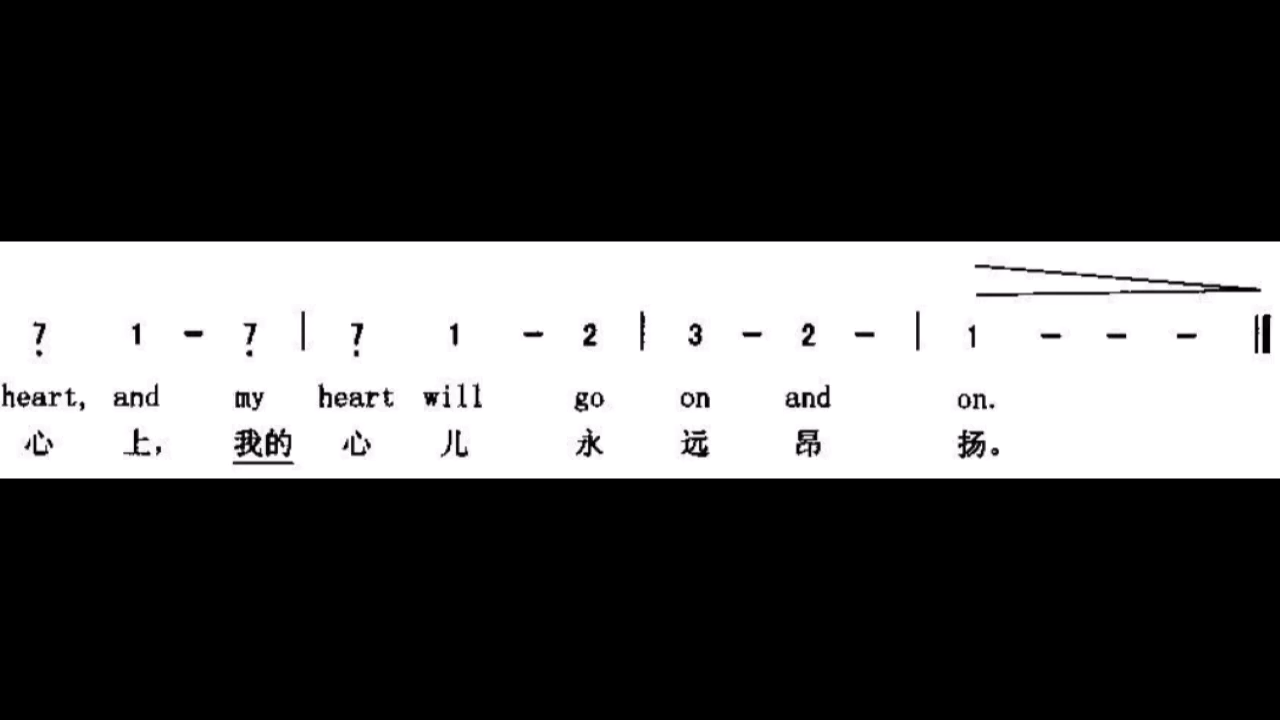 7̣ 1 - 7̣ | 7̣ 1 - 2 | 3 - 2 - | 1 - - - ‖
heart, and my heart will go on and on.
心 上， 我的 心 儿 永 远 昂 扬。